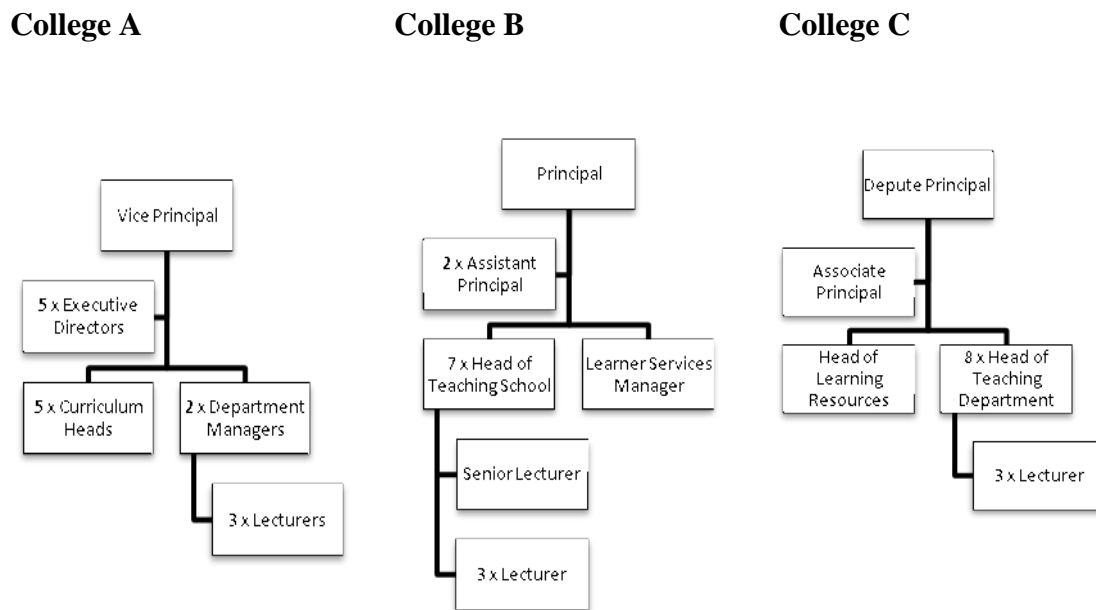 College A
College B
College C
Vice Principal
5 x Executive
Directors
5 x Curriculum
Heads
2 x Department
Managers
3 x Lecturers
Principal
2 x Assistant
Principal
7 x Head of
Teaching School
Learner Services
Manager
Senior Lecturer
3 x Lecturer
Depute Principal
Associate
Principal
Head of
Learning
Resources
8 x Head of
Teaching
Department
3 x Lecturer